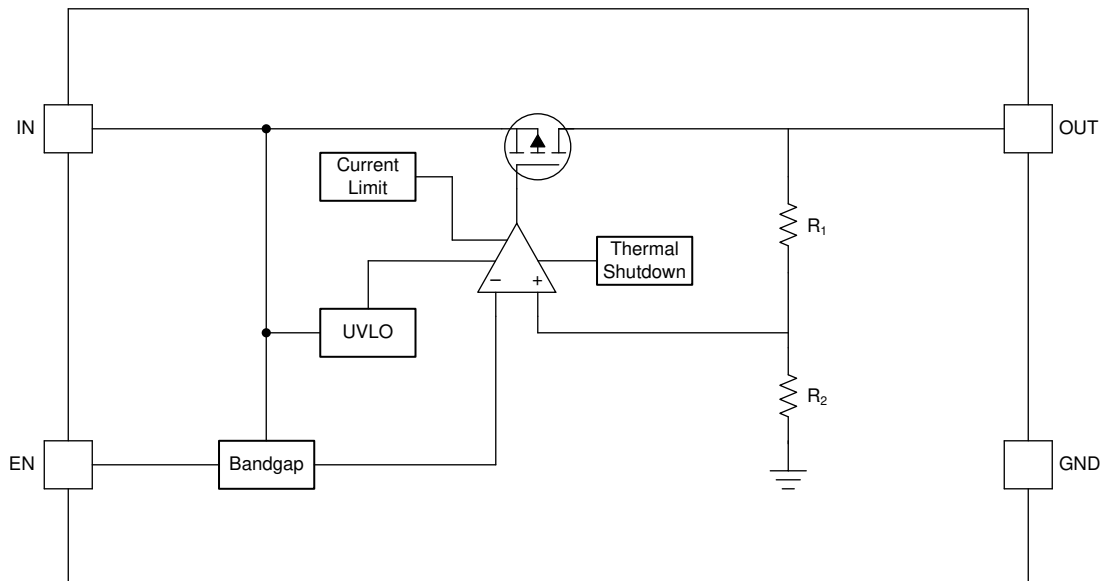 IN
OUT
Current
Limit
R₁
Thermal
Shutdown
− +
UVLO
R₂
EN
Bandgap
GND